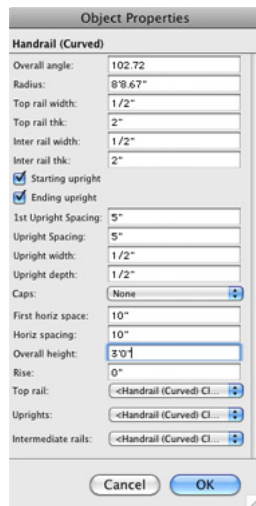 Object Properties
Handrail (Curved)
Overall angle: 102.72
Radius: 8'8.67"
Top rail width: 1/2"
Top rail thk: 2"
Inter rail width: 1/2"
Inter rail thk: 2"
Starting upright
Ending upright
1st Upright Spacing: 5"
Upright Spacing: 5"
Upright width: 1/2"
Upright depth: 1/2"
Caps: None
First horiz space: 10"
Horiz spacing: 10"
Overall height: 3'0"
Rise: 0"
Top rail: <Handrail (Curved) Cl...
Uprights: <Handrail (Curved) Cl...
Intermediate rails: <Handrail (Curved) Cl...
Cancel OK